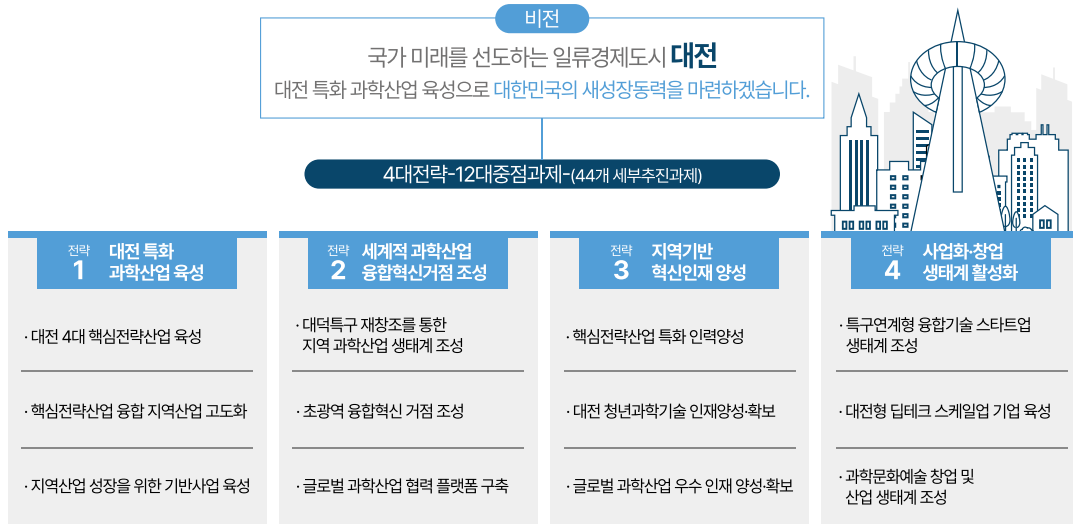 비전
국가 미래를 선도하는 일류경제도시 대전
대전 특화 과학산업 육성으로 대한민국의 새성장동력을 마련하겠습니다.
4대전략-12대중점과제-(44개 세부추진과제)
전략 1
대전 특화
과학산업 육성
· 대전 4대 핵심전략산업 육성
· 핵심전략산업 융합 지역산업 고도화
· 지역산업 성장을 위한 기반사업 육성
전략 2
세계적 과학산업
융합혁신거점 조성
· 대덕특구 재창조를 통한
지역 과학산업 생태계 조성
· 초광역 융합혁신 거점 조성
· 글로벌 과학산업 협력 플랫폼 구축
전략 3
지역기반
혁신인재 양성
· 핵심전략산업 특화 인력양성
· 대전 청년과학기술 인재양성·확보
· 글로벌 과학산업 우수 인재 양성·확보
전략 4
사업화·창업
생태계 활성화
· 특구연계형 융합기술 스타트업
생태계 조성
· 대전형 딥테크 스케일업 기업 육성
· 과학문화예술 창업 및
산업 생태계 조성